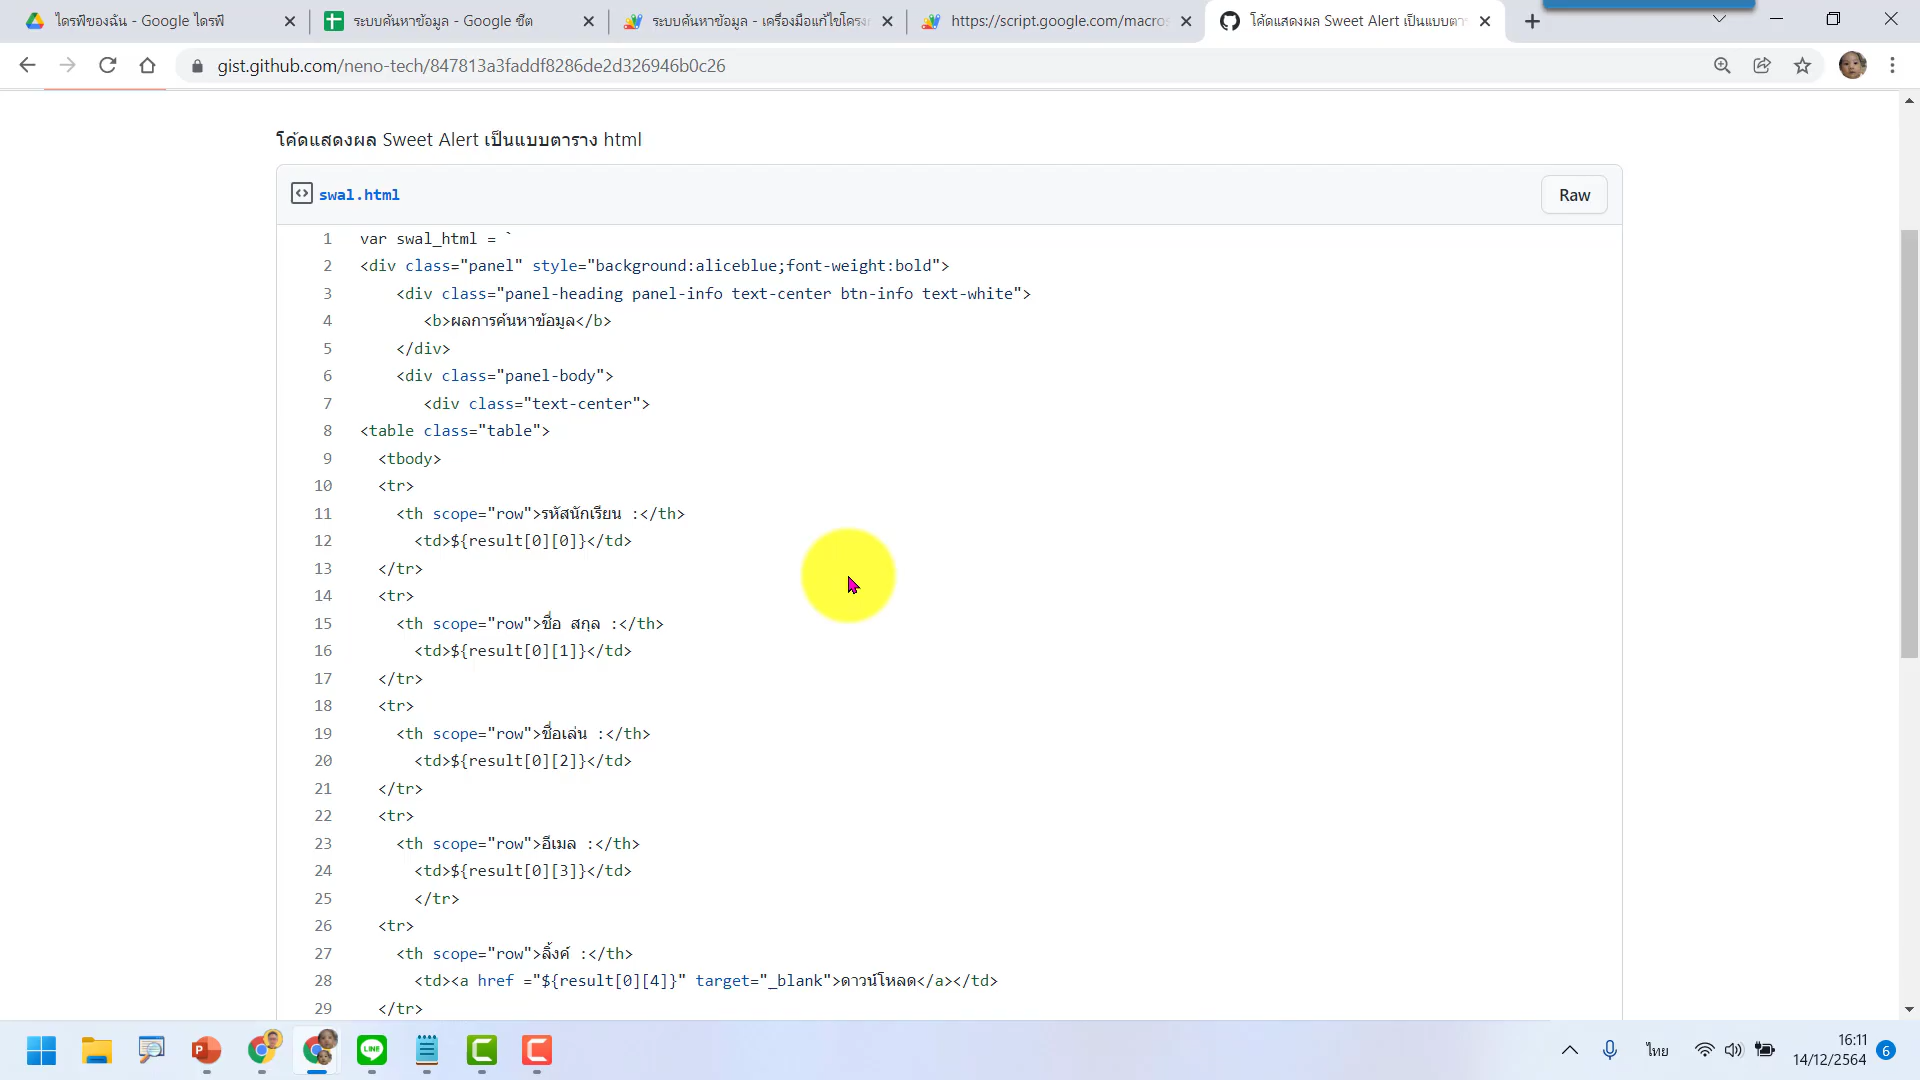 ไดรฟ์ของฉัน - Google ไดรฟ์
ระบบค้นหาข้อมูล - Google ชีต
ระบบค้นหาข้อมูล - เครื่องมือแก้ไขโครง
https://script.google.com/macro
โค้ดแสดงผล Sweet Alert เป็นแบบตา
gist.github.com/neno-tech/847813a3faddf8286de2d326946b0c26
โค้ดแสดงผล Sweet Alert เป็นแบบตาราง html
swal.html
Raw
1 var swal_html = `
2 <div class="panel" style="background:aliceblue;font-weight:bold">
3 <div class="panel-heading panel-info text-center btn-info text-white">
4 <b>ผลการค้นหาข้อมูล</b>
5 </div>
6 <div class="panel-body">
7 <div class="text-center">
8 <table class="table">
9 <tbody>
10 <tr>
11 <th scope="row">รหัสนักเรียน :</th>
12 <td>${result[0][0]}</td>
13 </tr>
14 <tr>
15 <th scope="row">ชื่อ สกุล :</th>
16 <td>${result[0][1]}</td>
17 </tr>
18 <tr>
19 <th scope="row">ชื่อเล่น :</th>
20 <td>${result[0][2]}</td>
21 </tr>
22 <tr>
23 <th scope="row">อีเมล :</th>
24 <td>${result[0][3]}</td>
25 </tr>
26 <tr>
27 <th scope="row">ลิ้งค์ :</th>
28 <td><a href ="${result[0][4]}" target="_blank">ดาวน์โหลด</a></td>
29 </tr>
LINE
ไทย
16:11
14/12/2564
6